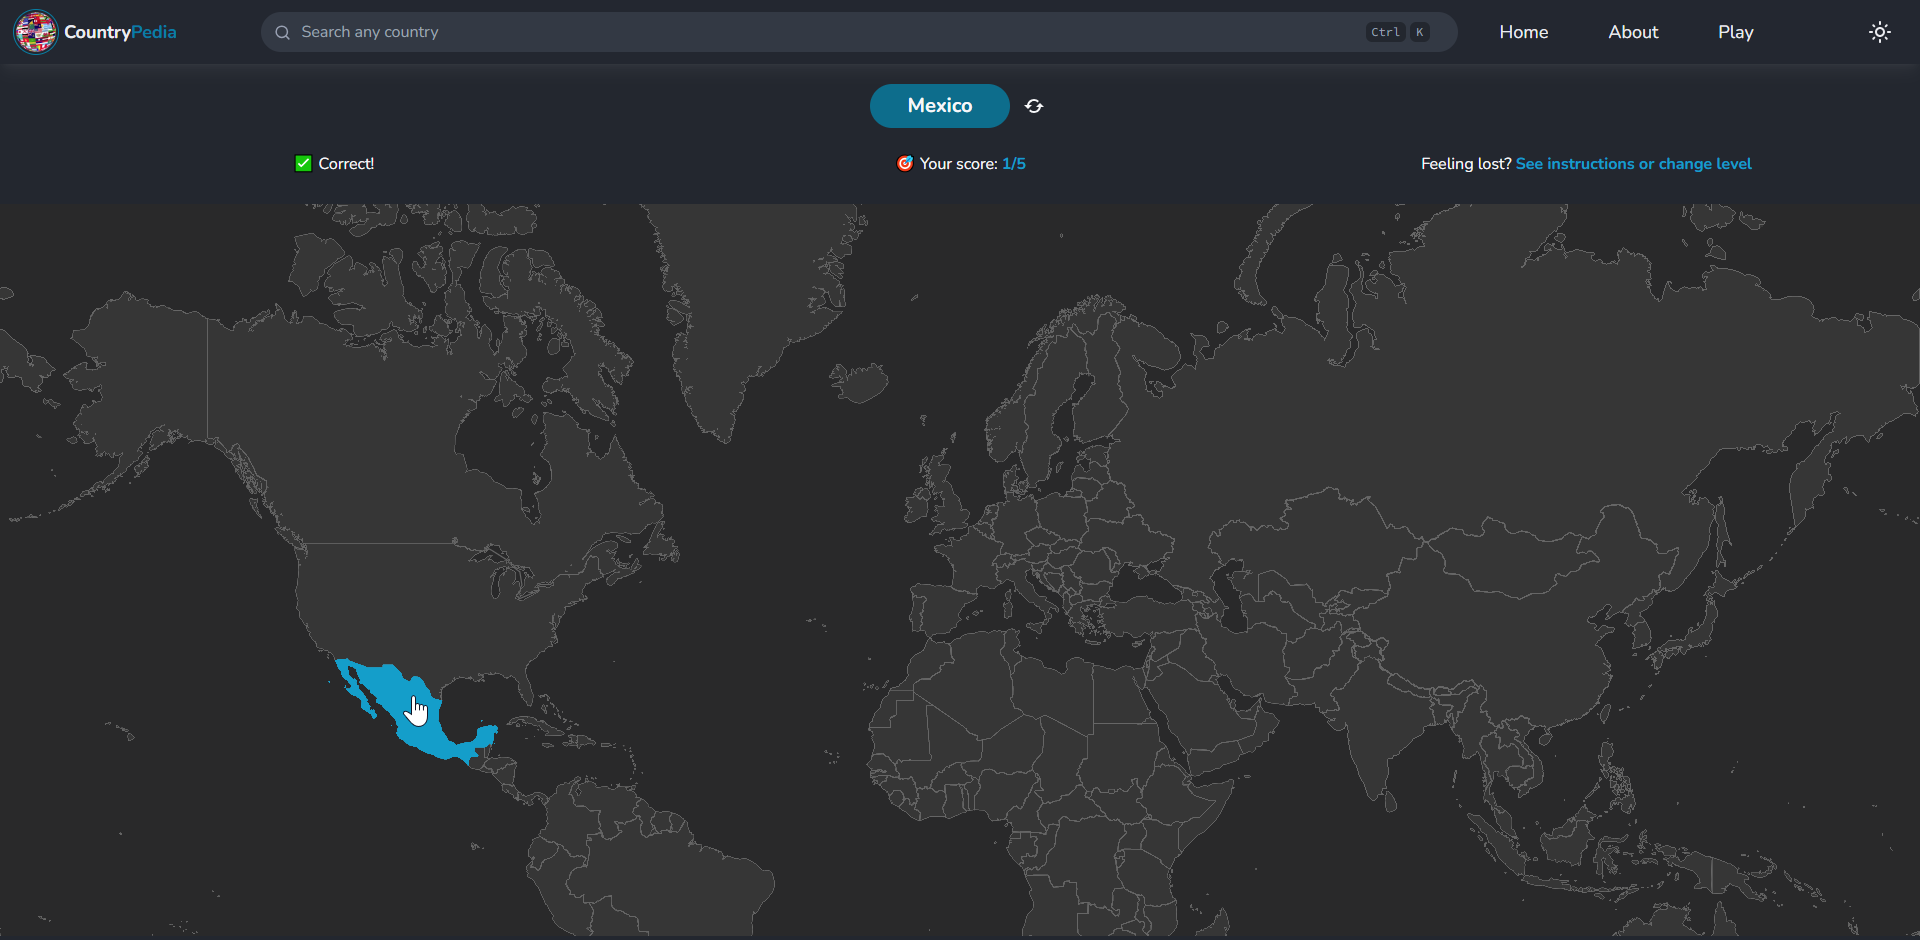 CountryPedia
Search any country
Ctrl K
Home
About
Play
Mexico
Correct!
Your score: 1/5
Feeling lost? See instructions or change level